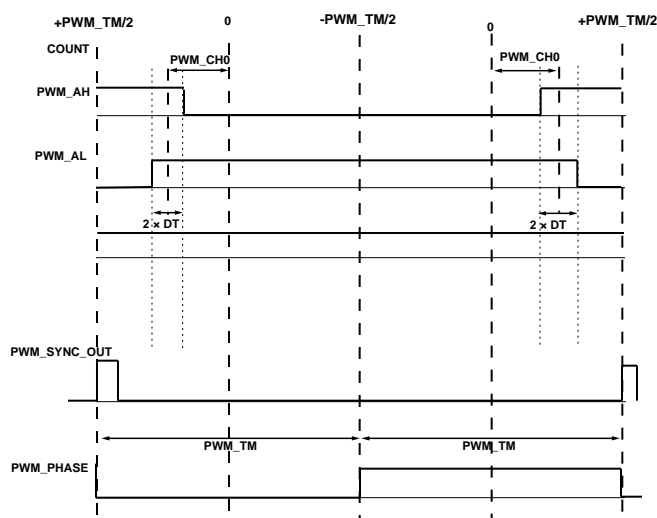 +PWM_TM/2 0 -PWM_TM/2 0 +PWM_TM/2
COUNT
PWM_CH0 PWM_CH0
PWM_AH
PWM_AL
2 × DT 2 × DT
PWM_SYNC_OUT
PWM_TM PWM_TM
PWM_PHASE